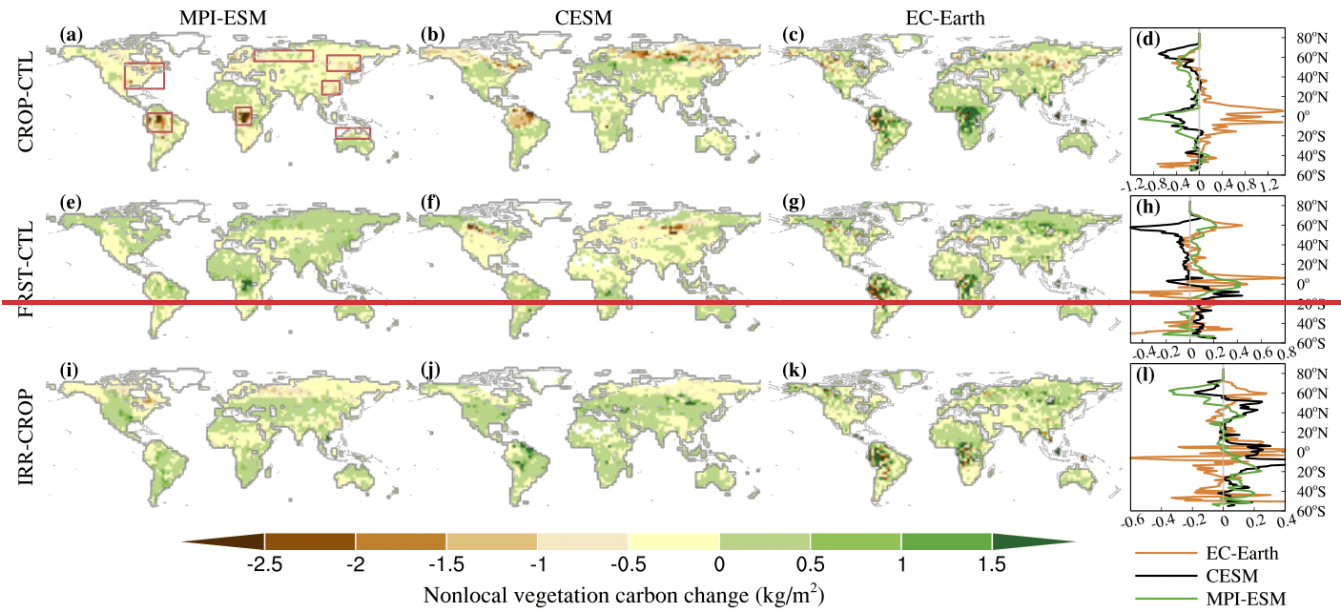 MPI-ESM CESM EC-Earth
CROP-CTL
(a) (b) (c) (d)
80°N
60°N
40°N
20°N
0°
20°S
40°S
60°S
-1.2 -0.8 -0.4 0 0.4 0.8 1.2
FRST-CTL
(e) (f) (g) (h)
80°N
60°N
40°N
20°N
0°
20°S
40°S
60°S
-0.4 -0.2 0 0.2 0.4 0.6 0.8
IRR-CROP
(i) (j) (k) (l)
80°N
60°N
40°N
20°N
0°
20°S
40°S
60°S
-0.6 -0.4 -0.2 0 0.2 0.4
-2.5 -2 -1.5 -1 -0.5 0 0.5 1 1.5
Nonlocal vegetation carbon change (kg/m²)
EC-Earth
CESM
MPI-ESM